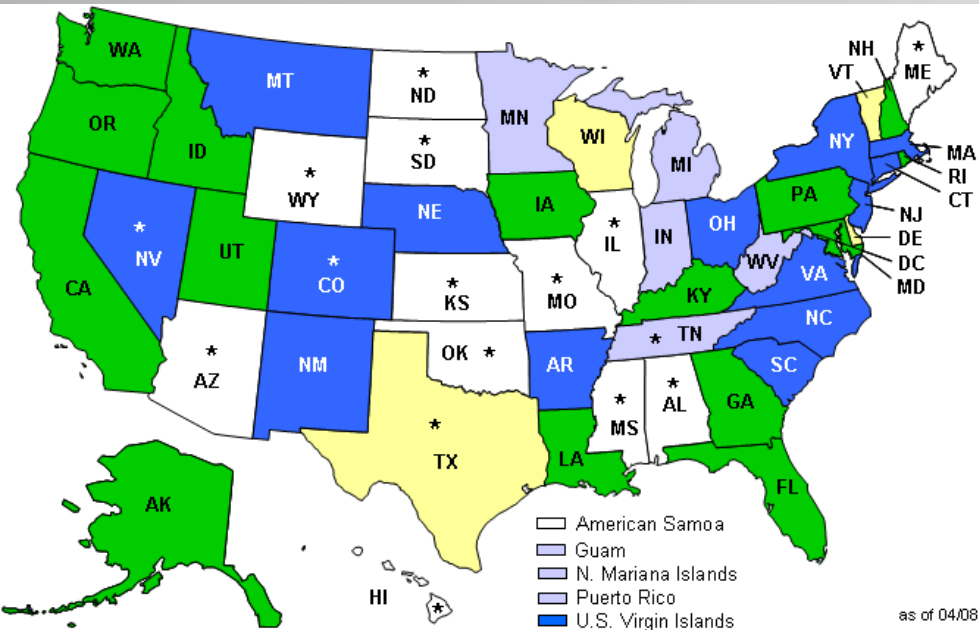 WA
MT
*
ND
MN
NH
VT
*
ME
OR
ID
*
SD
WI
MI
NY
MA
RI
CT
*
WY
NE
IA
PA
NJ
DE
DC
MD
*
NV
UT
*
CO
*
IL
IN
OH
WV
VA
CA
*
KS
*
MO
KY
NC
*
AZ
NM
OK *
AR
* TN
SC
*
TX
*
MS
*
AL
GA
LA
FL
AK
HI
*
American Samoa
Guam
N. Mariana Islands
Puerto Rico
U.S. Virgin Islands
as of 04/08